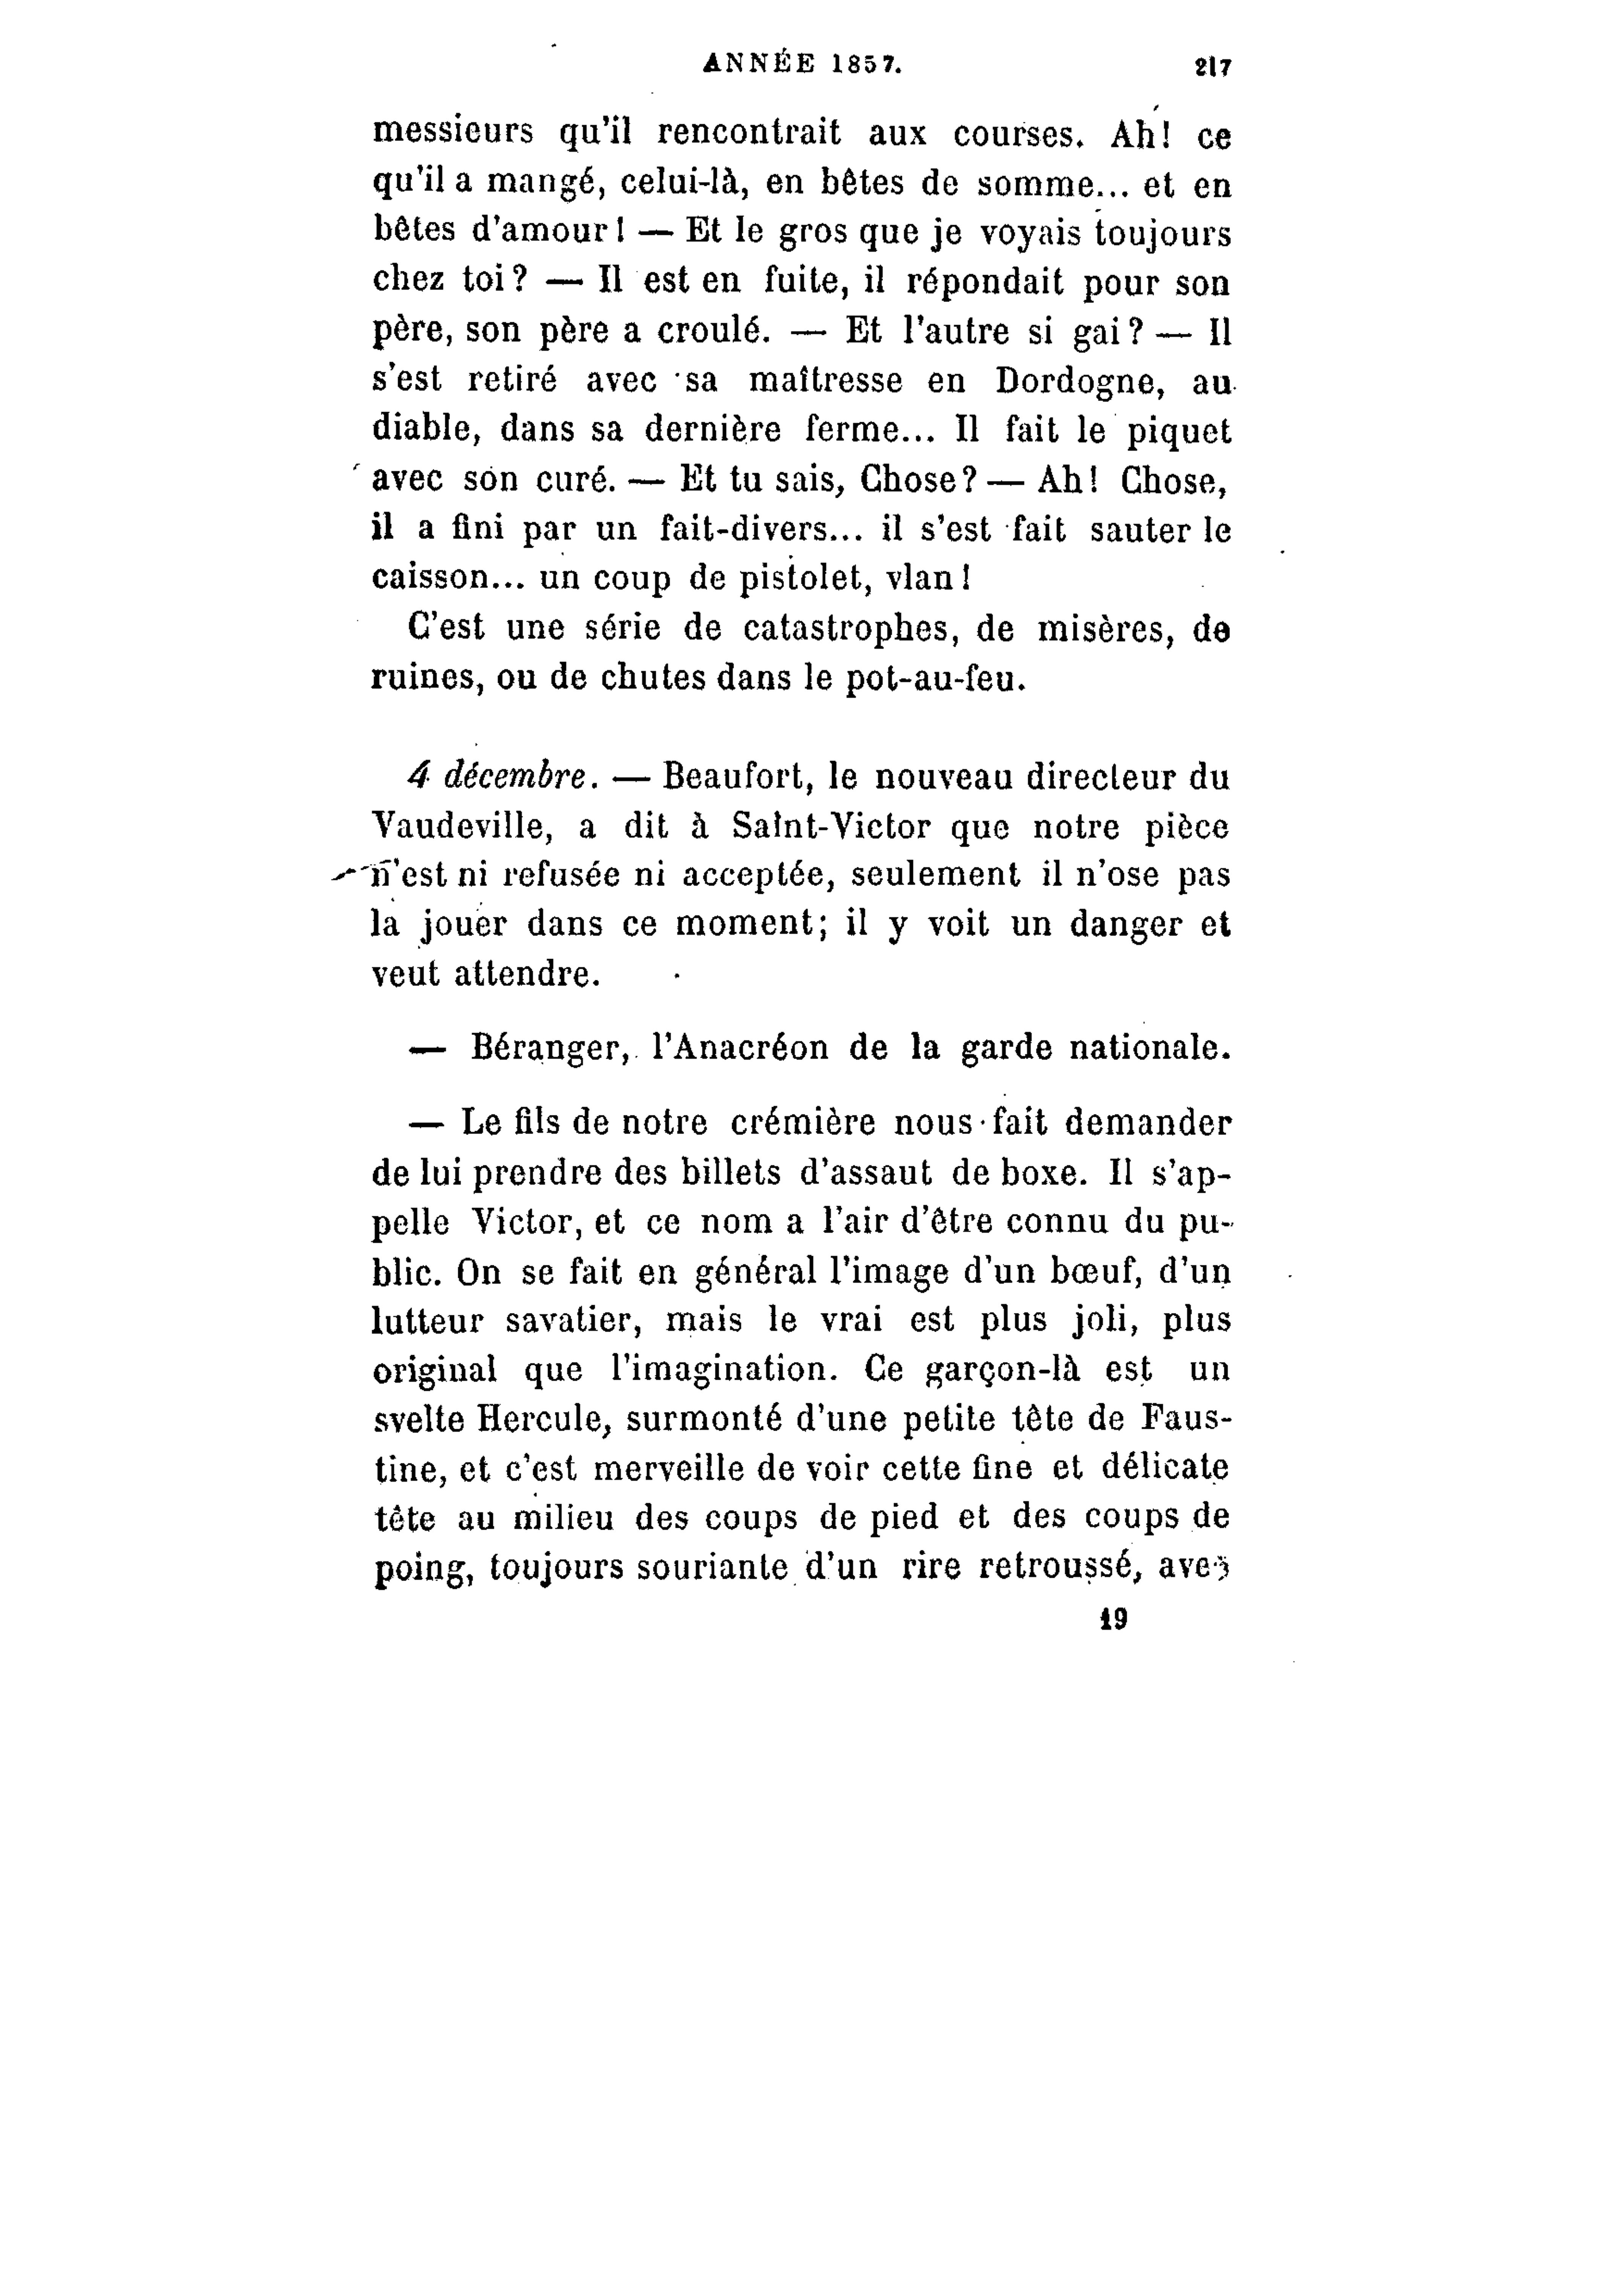 ANNÉE 1857. 217
messieurs qu'il rencontrait aux courses. Ah! ce
qu'il a mangé, celui-là, en bêtes de somme... et en
bêtes d'amour! — Et le gros que je voyais toujours
chez toi? — Il est en fuite, il répondait pour son
père, son père a croulé. — Et l'autre si gai? — Il
s'est retiré avec sa maîtresse en Dordogne, au
diable, dans sa dernière ferme... Il fait le piquet
avec son curé. — Et tu sais, Chose? — Ah! Chose,
il a fini par un fait-divers... il s'est fait sauter le
caisson... un coup de pistolet, vlan!
C'est une série de catastrophes, de misères, de
ruines, ou de chutes dans le pot-au-feu.
4 décembre. — Beaufort, le nouveau directeur du
Vaudeville, a dit à Saint-Victor que notre pièce
n'est ni refusée ni acceptée, seulement il n'ose pas
la jouer dans ce moment; il y voit un danger et
veut attendre.
— Béranger, l'Anacréon de la garde nationale.
— Le fils de notre crémière nous fait demander
de lui prendre des billets d'assaut de boxe. Il s'ap-
pelle Victor, et ce nom a l'air d'être connu du pu-
blic. On se fait en général l'image d'un bœuf, d'un
lutteur savatier, mais le vrai est plus joli, plus
original que l'imagination. Ce garçon-là est un
svelte Hercule, surmonté d'une petite tête de Faus-
tine, et c'est merveille de voir cette fine et délicate
tête au milieu des coups de pied et des coups de
poing, toujours souriante d'un rire retroussé, avec
19